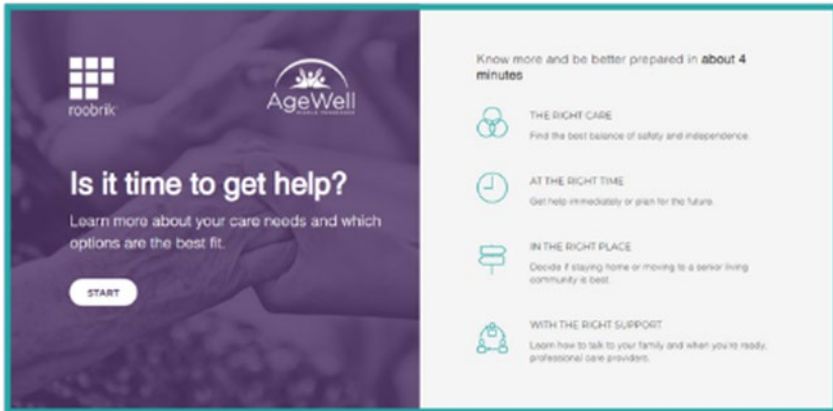 roobrik
AgeWell
MIDDLE TENNESSEE
Is it time to get help?
Learn more about your care needs and which
options are the best fit.
START
Know more and be better prepared in about 4
minutes
THE RIGHT CARE
Find the best balance of safety and independence.
AT THE RIGHT TIME
Get help immediately or plan for the future.
IN THE RIGHT PLACE
Decide if staying home or moving to a senior living
community is best.
WITH THE RIGHT SUPPORT
Learn how to talk to your family and when you're ready,
professional care providers.